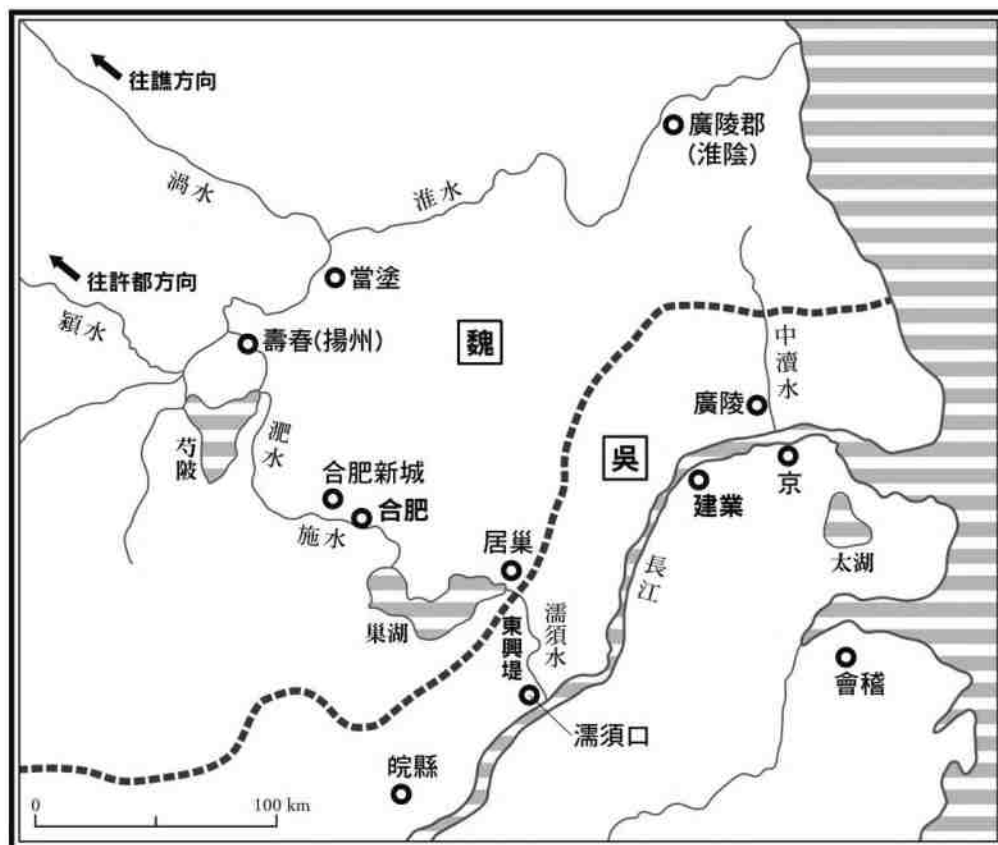 往譙方向
廣陵郡
(淮陰)
渦水
淮水
往許都方向
當塗
潁水
壽春(揚州)
魏
中瀆水
廣陵
芍陂
淝水
吳
合肥新城
合肥
建業
京
施水
居巢
長江
太湖
巢湖
東興堤
濡須水
會稽
濡須口
皖縣
0
100 km